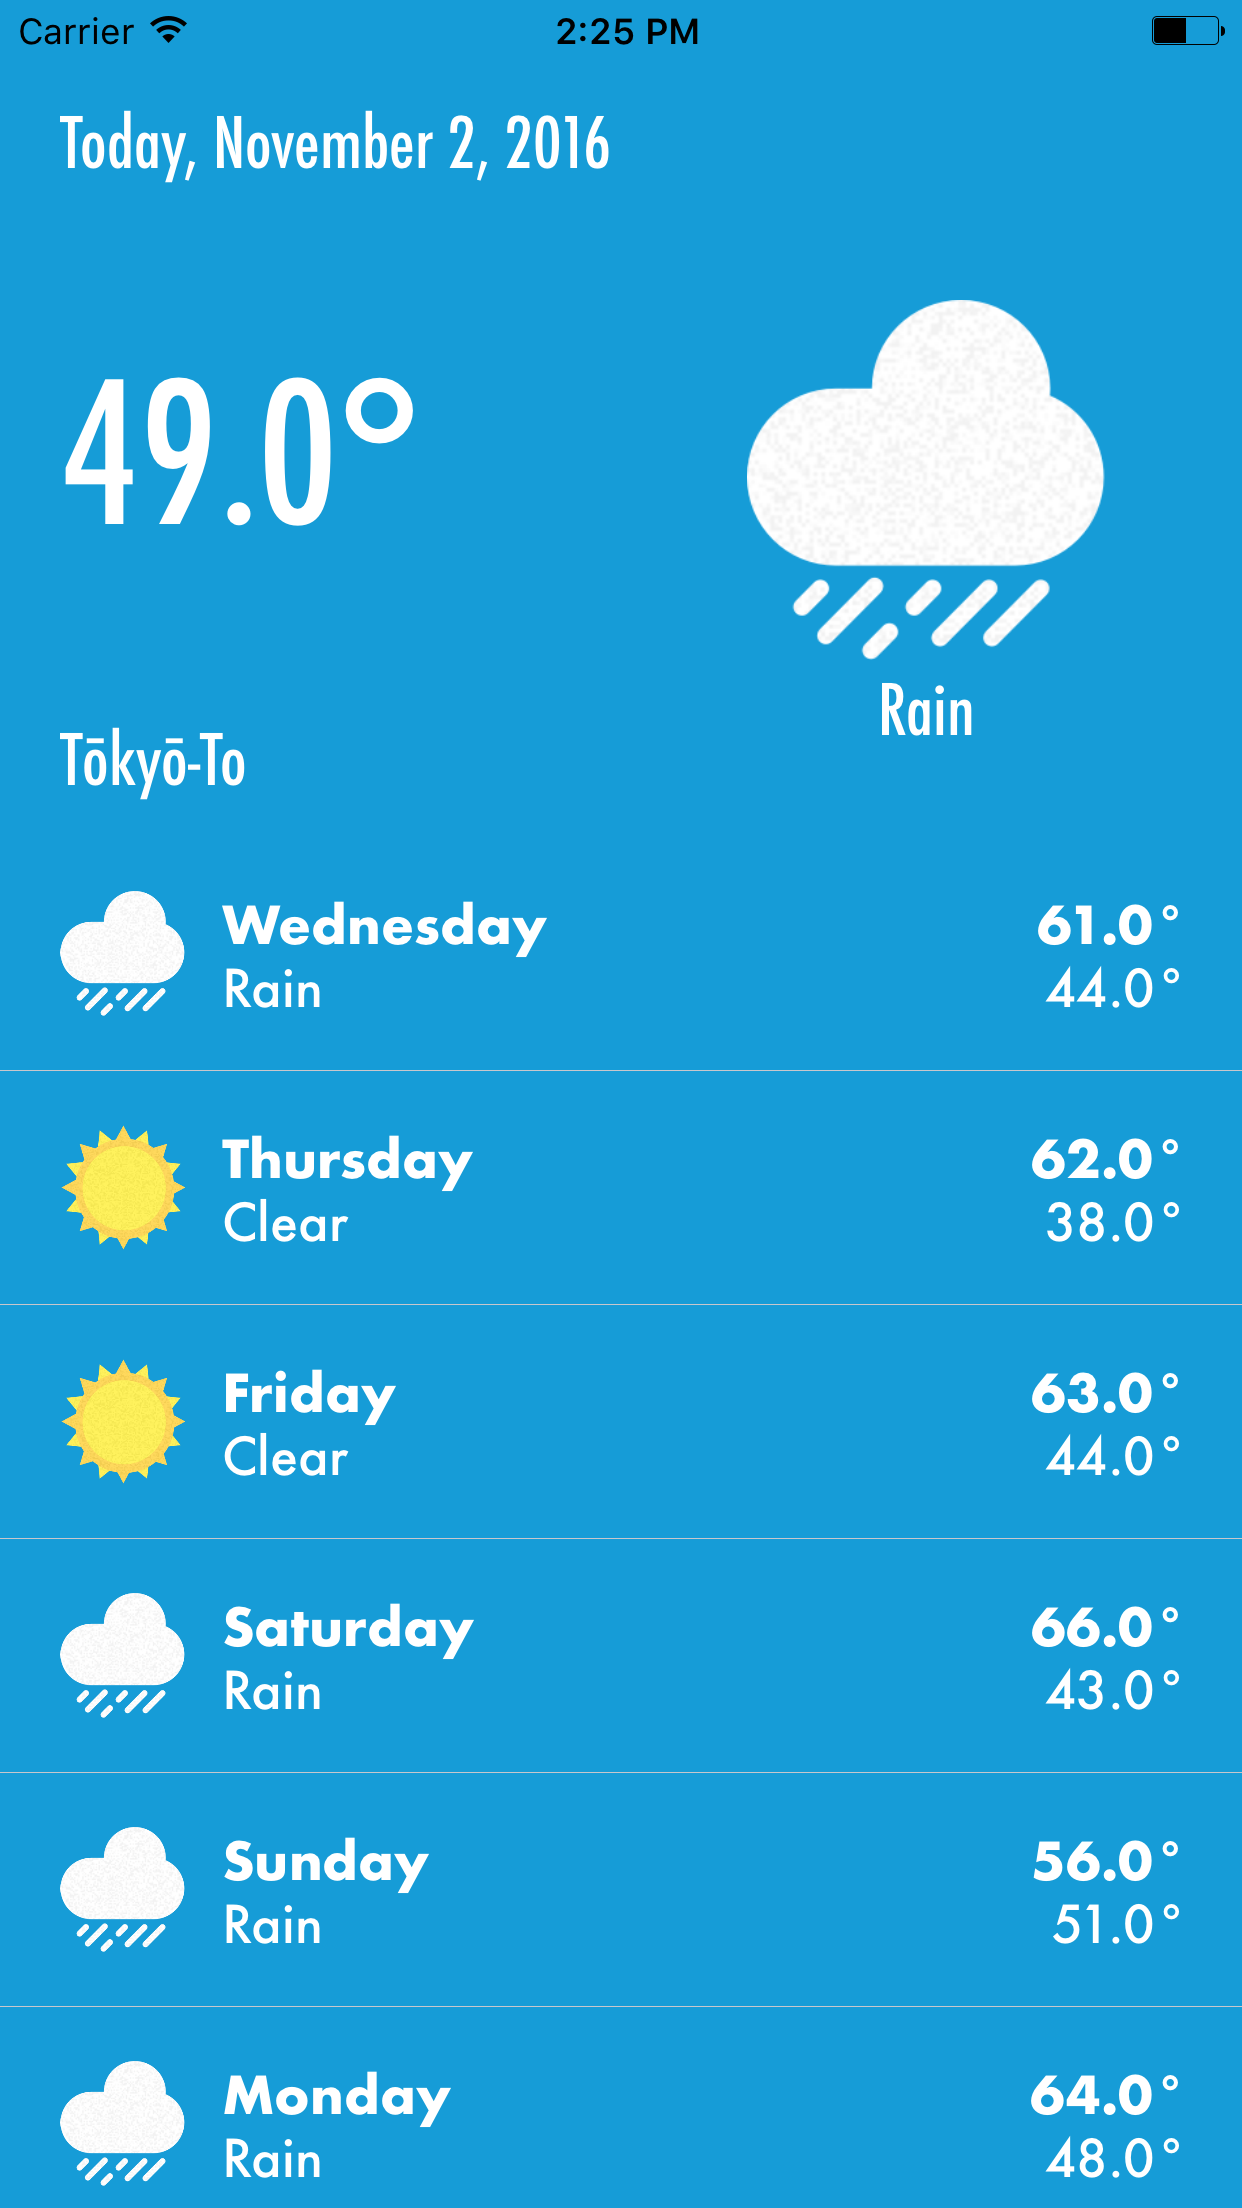 Carrier 2:25 PM
Today, November 2, 2016
49.0°
Rain
Tōkyō-To
Wednesday 61.0°
Rain 44.0°
Thursday 62.0°
Clear 38.0°
Friday 63.0°
Clear 44.0°
Saturday 66.0°
Rain 43.0°
Sunday 56.0°
Rain 51.0°
Monday 64.0°
Rain 48.0°